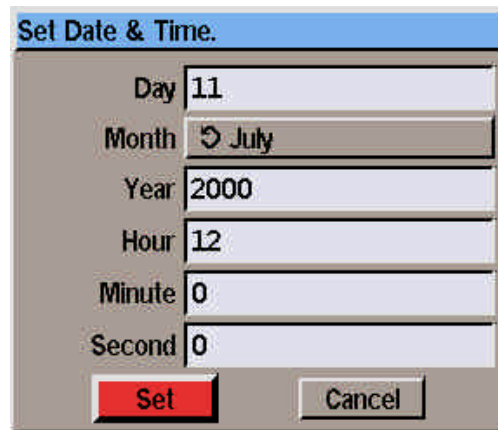 Set Date & Time.
Day 11
Month July
Year 2000
Hour 12
Minute 0
Second 0
Set Cancel